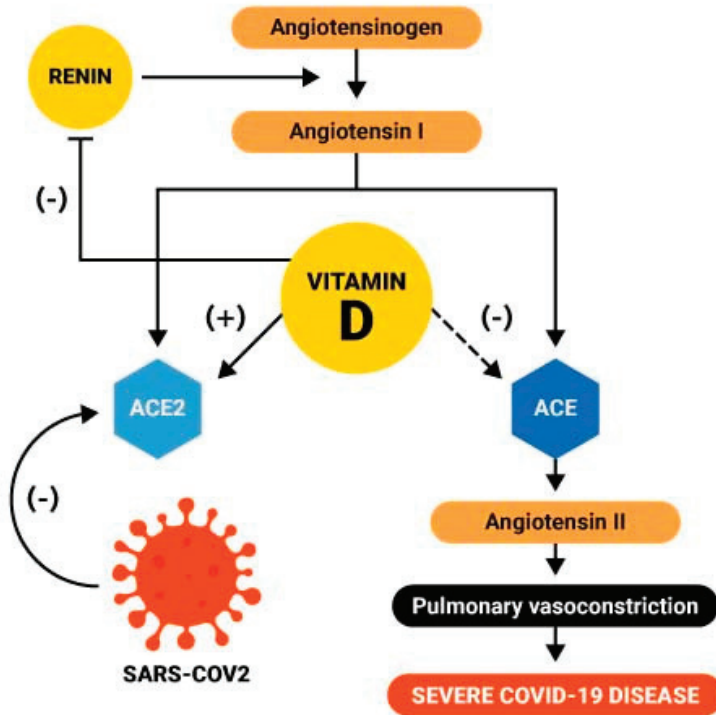 Angiotensinogen
RENIN
Angiotensin I
(-)
VITAMIN
D
(+)
(-)
ACE2
ACE
(-)
Angiotensin II
Pulmonary vasoconstriction
SARS-COV2
SEVERE COVID-19 DISEASE